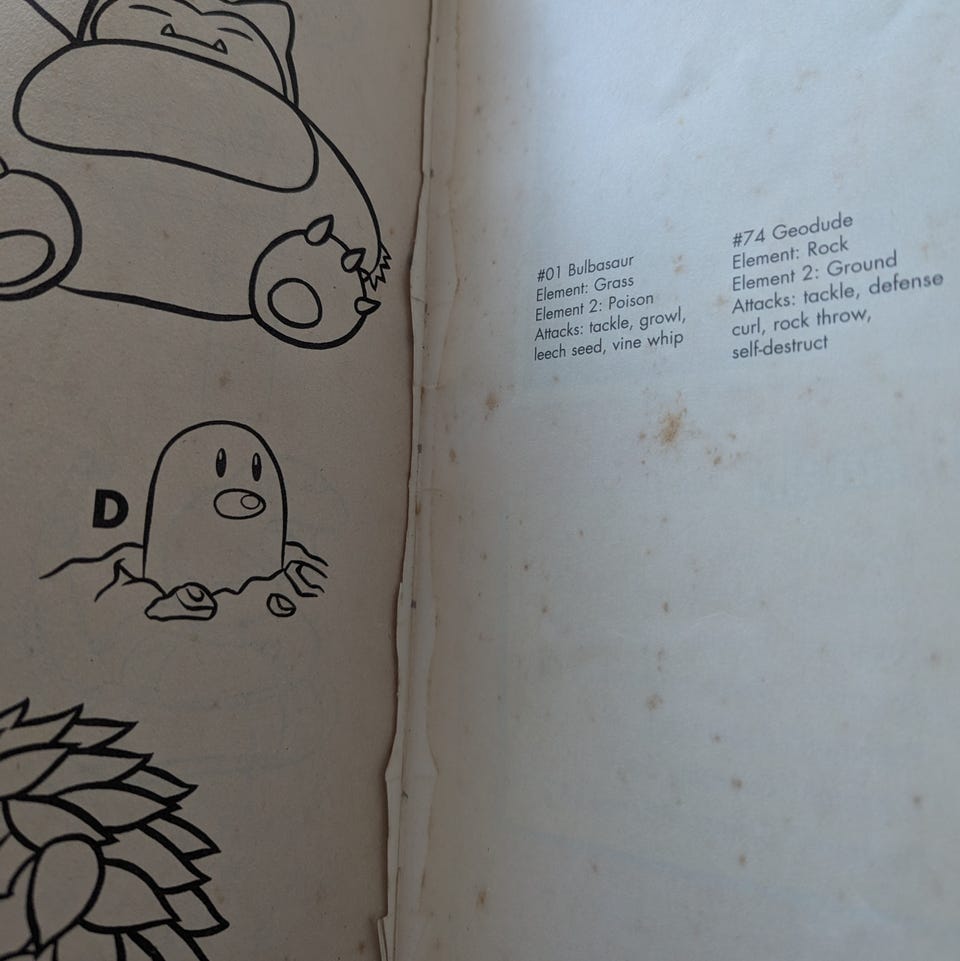 D
#01 Bulbasaur
Element: Grass
Element 2: Poison
Attacks: tackle, growl,
leech seed, vine whip
#74 Geodude
Element: Rock
Element 2: Ground
Attacks: tackle, defense
curl, rock throw,
self-destruct